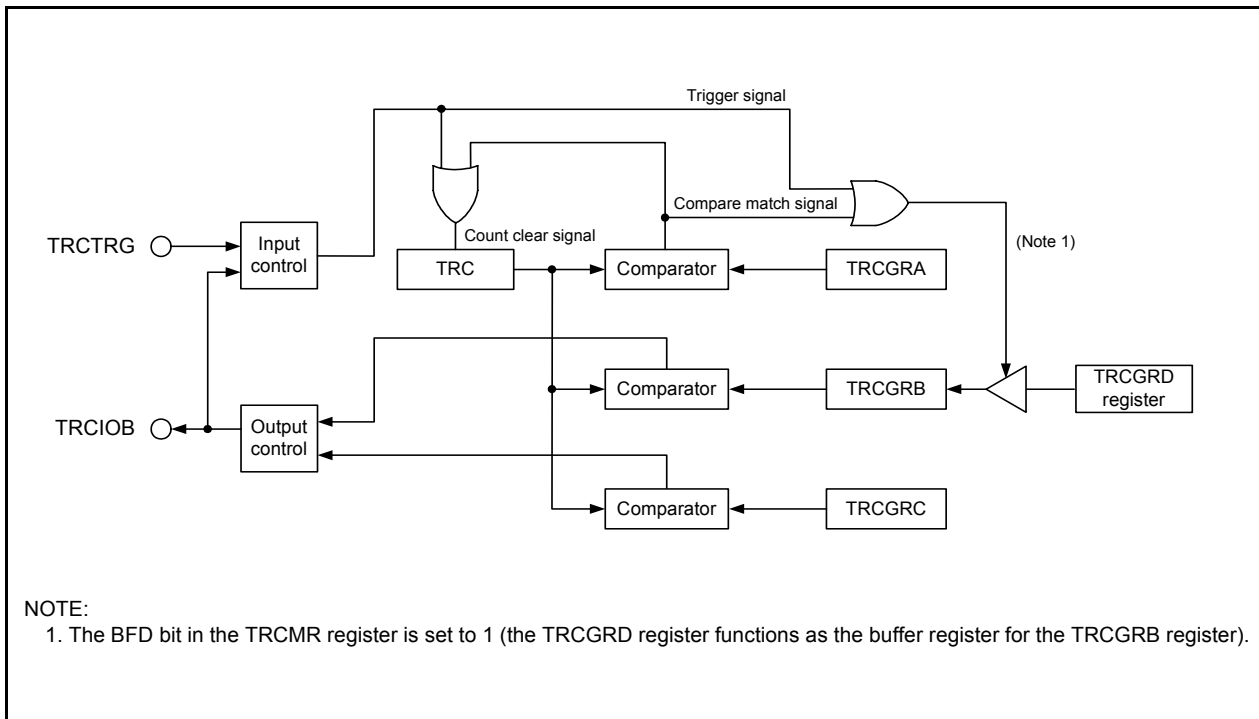 Trigger signal
Compare match signal
TRCTRG
Input
control
Count clear signal
(Note 1)
TRC
Comparator
TRCGRA
Comparator
TRCGRB
TRCGRD
register
TRCIOB
Output
control
Comparator
TRCGRC
NOTE:
1. The BFD bit in the TRCMR register is set to 1 (the TRCGRD register functions as the buffer register for the TRCGRB register).